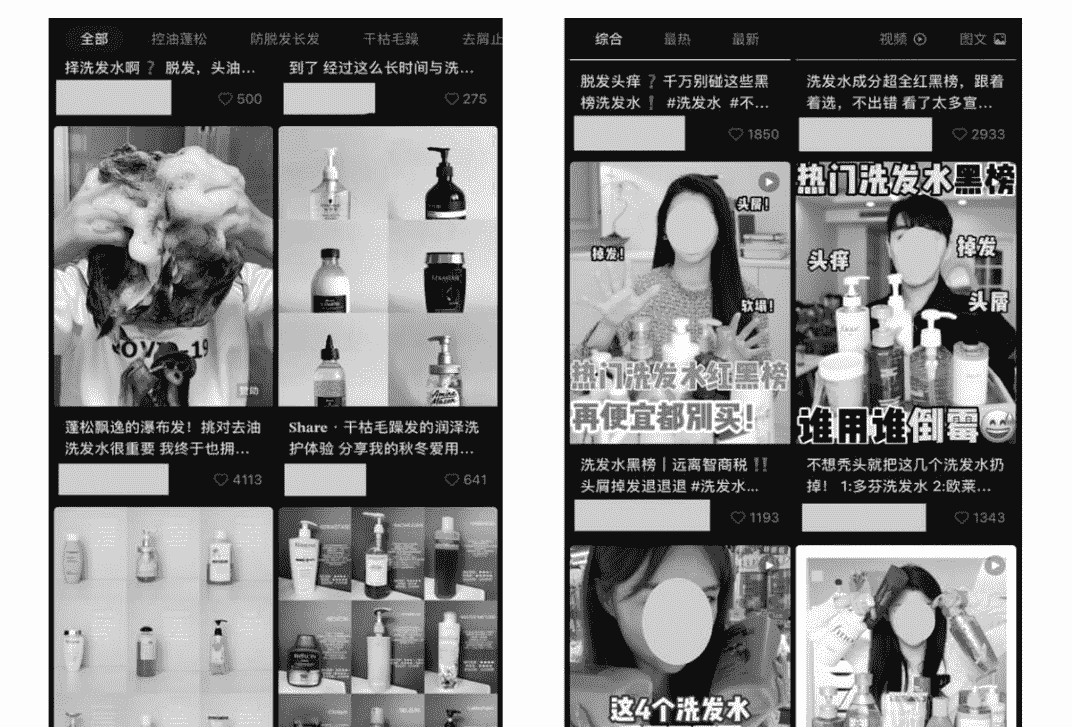 全部 控油蓬松 防脱发长发 干枯毛躁 去屑止
择洗发水啊？ 脱发，头油...
500
到了 经过这么长时间与洗...
275
OV -19
赞助
蓬松飘逸的瀑布发！挑对去油
洗发水很重要 我终于也拥...
4113
Share · 干枯毛躁发的润泽洗
护体验 分享我的秋冬爱用...
641
综合 最热 最新 视频 图文
脱发头痒？千万别碰这些黑
榜洗发水！ #洗发水 #不...
1850
洗发水成分超全红黑榜，跟着
着选，不出错 看了太多宣...
2933
头屑！
掉发！
软塌！
热门洗发水红黑榜
再便宜都别买！
洗发水黑榜｜远离智商税 ‼
头屑掉发退退退 #洗发水...
1193
热门洗发水黑榜
头痒
掉发
头屑
谁用谁倒霉
不想秃头就把这几个洗发水扔
掉！ 1:多芬洗发水 2:欧莱...
1343
这4个洗发水